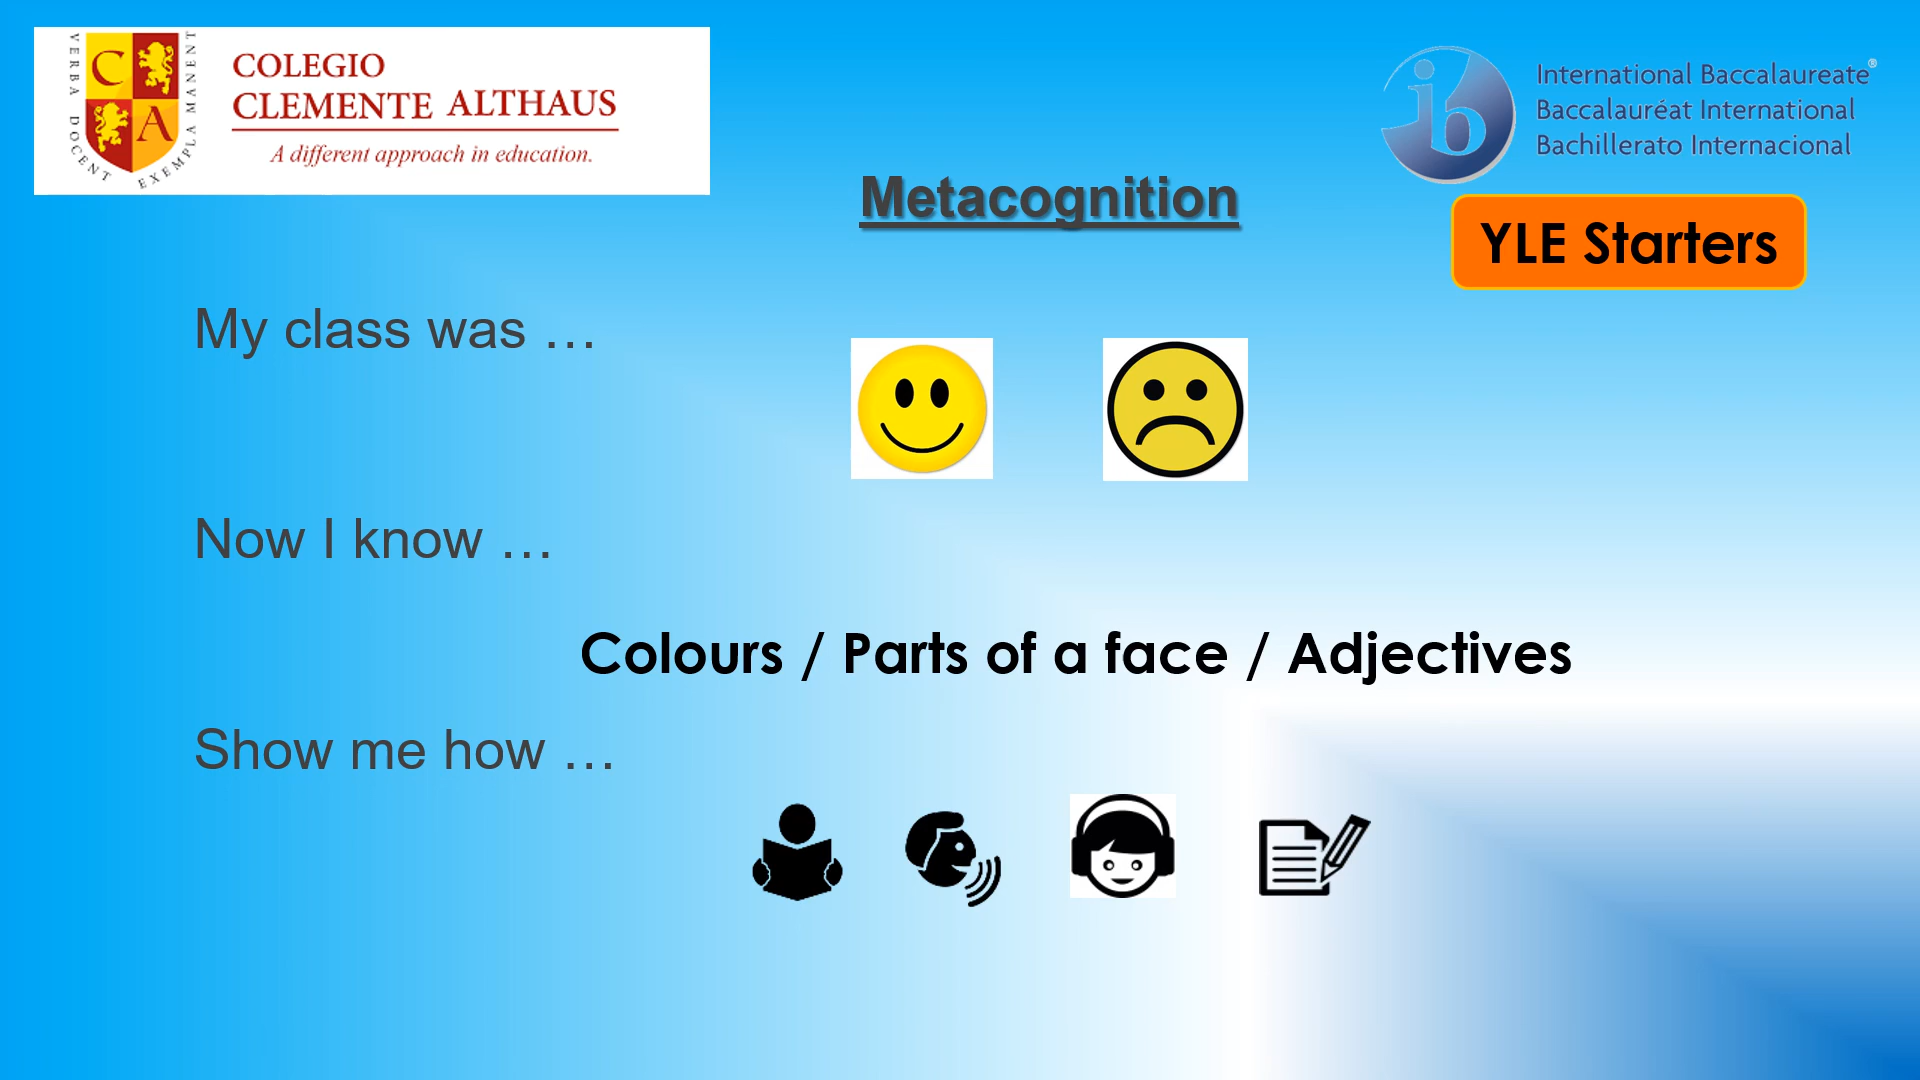 C
A
VERBA DOCENT EXEMPLA MANENT
COLEGIO
CLEMENTE ALTHAUS
A different approach in education.
ib
International Baccalaureate®
Baccalauréat International
Bachillerato Internacional
Metacognition
YLE Starters
My class was …
Now I know …
Colours / Parts of a face / Adjectives
Show me how …